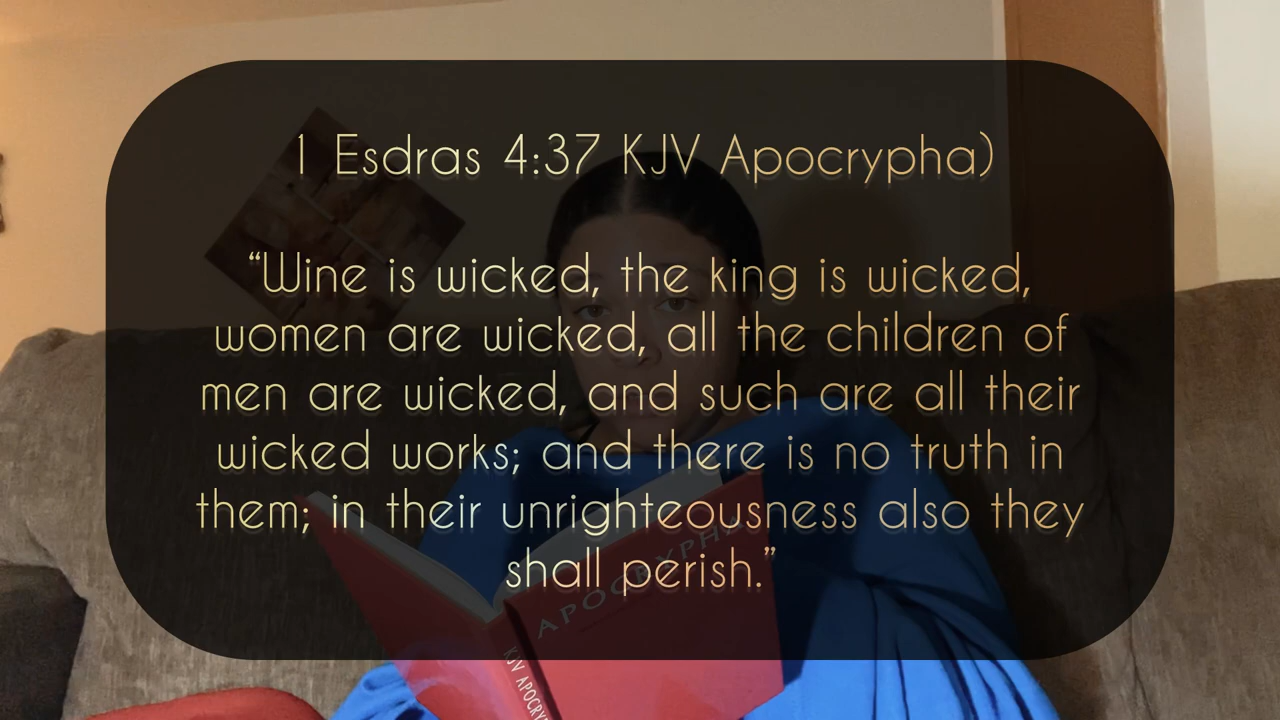 1 Esdras 4:37 KJV Apocrypha)
“Wine is wicked, the king is wicked,
women are wicked, all the children of
men are wicked, and such are all their
wicked works; and there is no truth in
them; in their unrighteousness also they
shall perish.”
APOCRYPHA
KJV APOCRYP